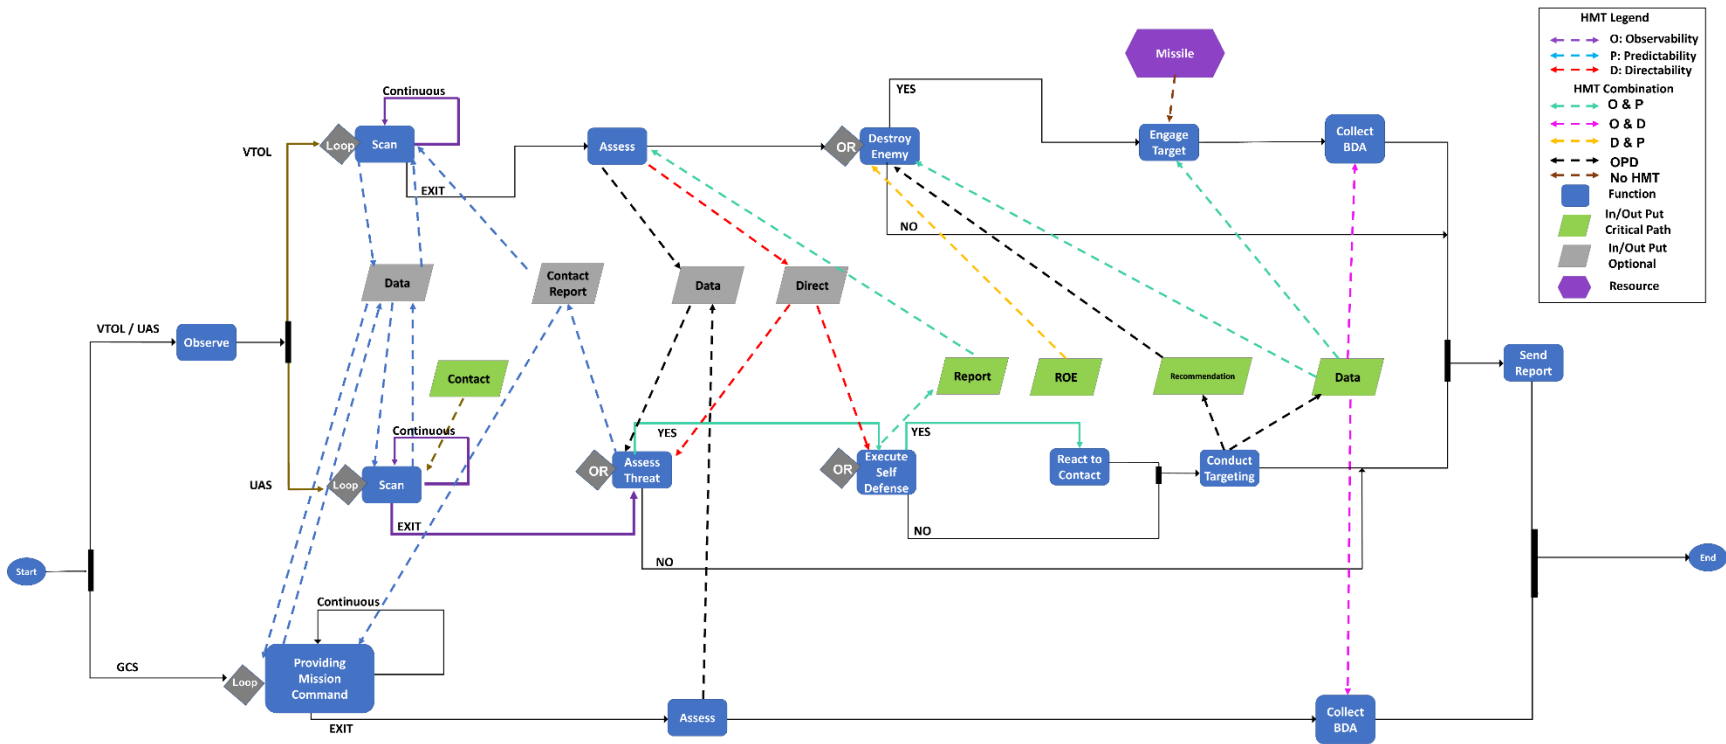 HMT Legend
O: Observability
P: Predictability
D: Directability
HMT Combination
O & P
O & D
D & P
OPD
No HMT
Function
In/Out Put
Critical Path
In/Out Put
Optional
Resource
Missile
YES
Continuous
Loop
Scan
VTOL
EXIT
Assess
OR
Destroy
Enemy
Engage
Target
Collect
BDA
NO
Data
Contact
Report
Data
Direct
VTOL / UAS
Observe
Contact
Report
ROE
Recommendation
Data
Send
Report
Continuous
YES
YES
UAS
Loop
Scan
OR
Assess
Threat
OR
Execute
Self
Defense
React to
Contact
Conduct
Targeting
EXIT
NO
NO
Start
End
Continuous
GCS
Loop
Providing
Mission
Command
EXIT
Assess
Collect
BDA